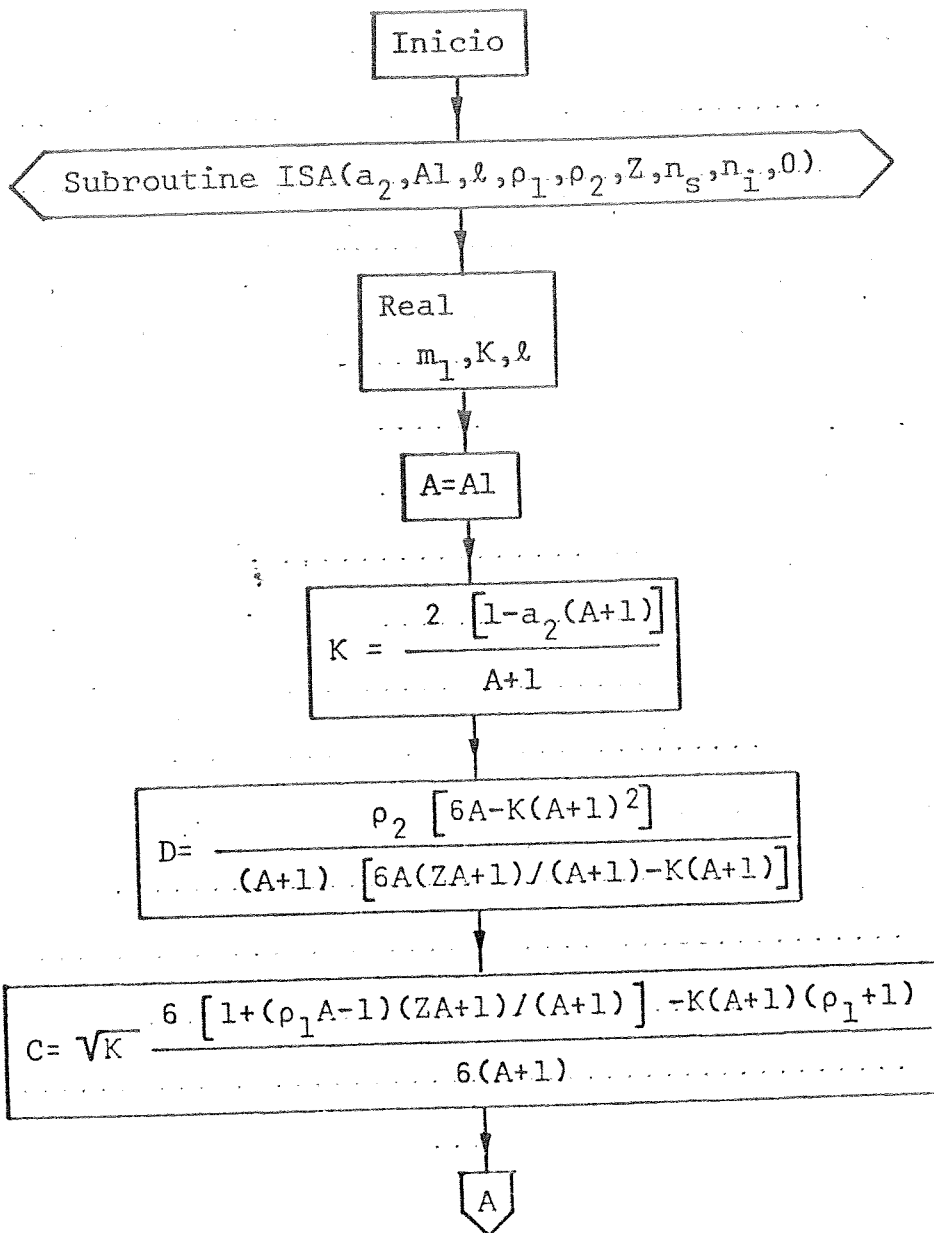 Inicio
Subroutine ISA(a₂,A1,ℓ,ρ₁,ρ₂,Z,nₛ,nᵢ,0)
Real
m₁,K,ℓ
A=A1
K = 2 [1-a₂(A+1)] / A+1
D= ρ₂ [6A-K(A+1)²] / (A+1) [6A(ZA+1)/(A+1)-K(A+1)]
C= √K 6 [1+(ρ₁A-1)(ZA+1)/(A+1)] -K(A+1)(ρ₁+1) / 6(A+1)
A